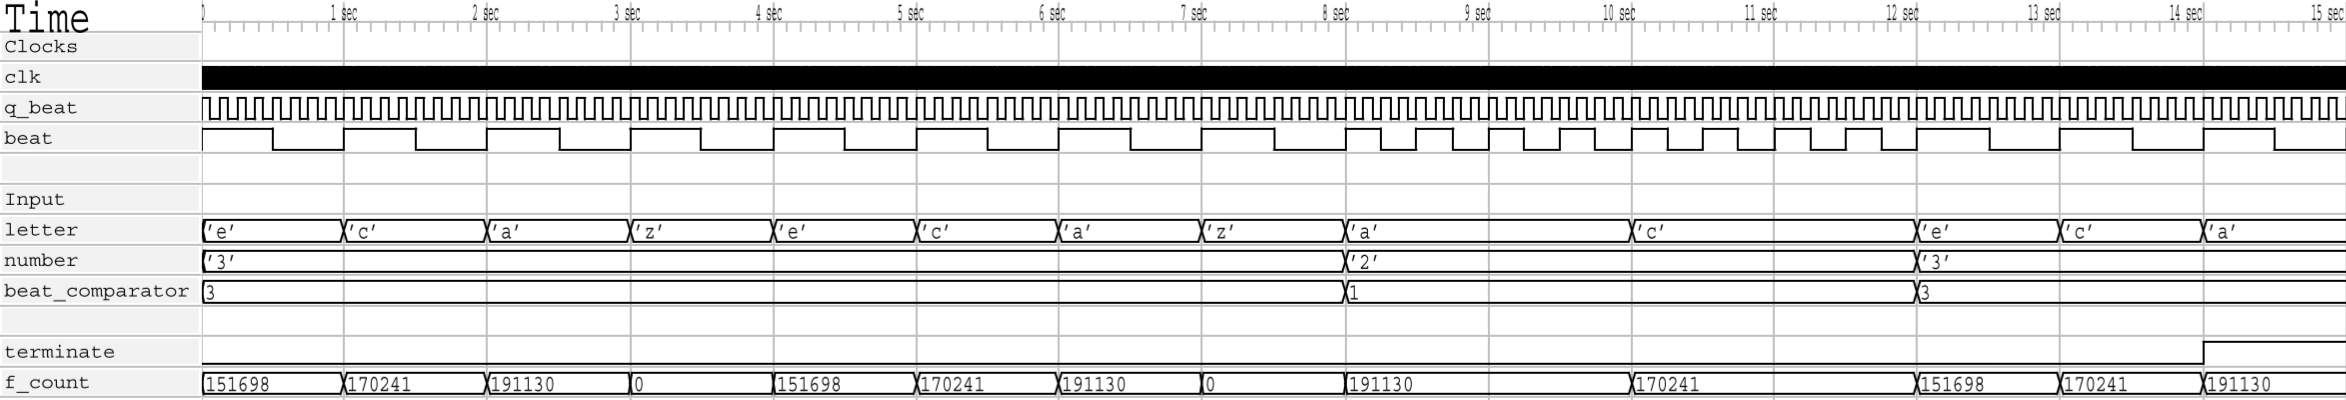 Time 0 1 sec 2 sec 3 sec 4 sec 5 sec 6 sec 7 sec 8 sec 9 sec 10 sec 11 sec 12 sec 13 sec 14 sec 15 sec
Clocks
clk
q_beat
beat
Input
letter 'e' 'c' 'a' 'z' 'e' 'c' 'a' 'z' 'a' 'c' 'e' 'c' 'a'
number '3' '2' '3'
beat_comparator 3 1 3
terminate
f_count 151698 170241 191130 0 151698 170241 191130 0 191130 170241 151698 170241 191130